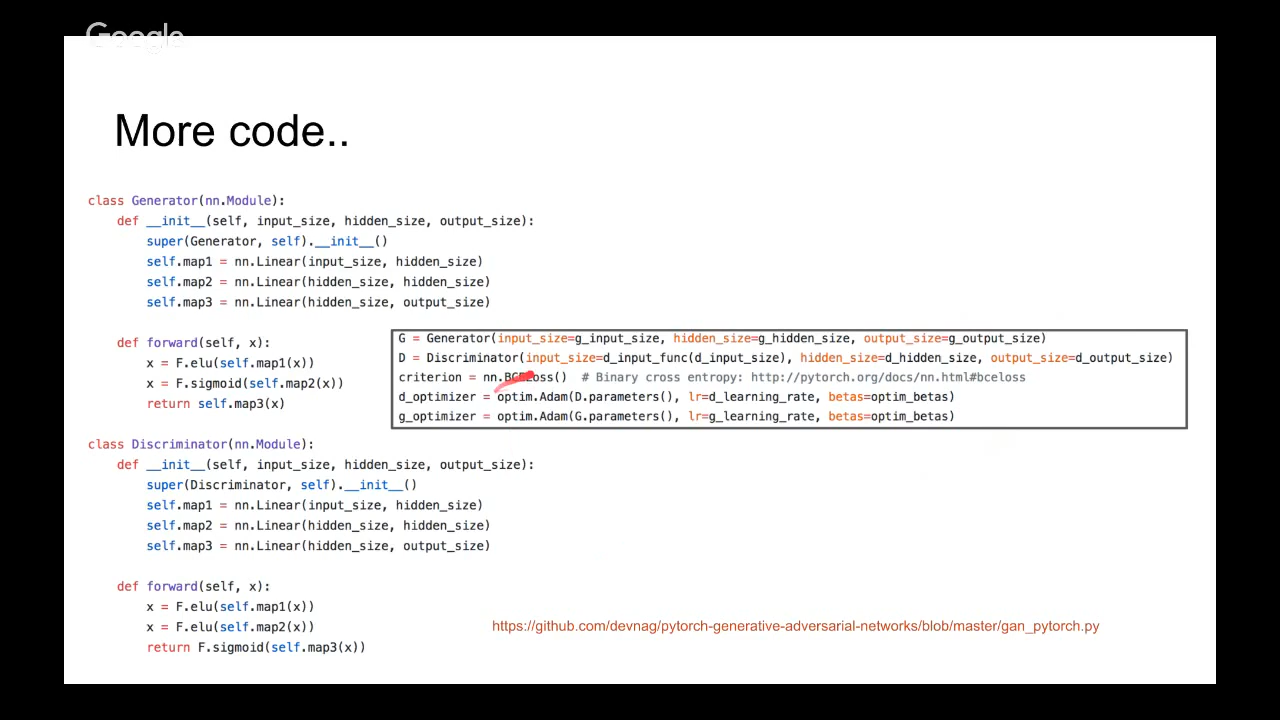 Google
More code..
class Generator(nn.Module):
def __init__(self, input_size, hidden_size, output_size):
super(Generator, self).__init__()
self.map1 = nn.Linear(input_size, hidden_size)
self.map2 = nn.Linear(hidden_size, hidden_size)
self.map3 = nn.Linear(hidden_size, output_size)
def forward(self, x):
x = F.elu(self.map1(x))
x = F.sigmoid(self.map2(x))
return self.map3(x)
G = Generator(input_size=g_input_size, hidden_size=g_hidden_size, output_size=g_output_size)
D = Discriminator(input_size=d_input_func(d_input_size), hidden_size=d_hidden_size, output_size=d_output_size)
criterion = nn.BCELoss()  # Binary cross entropy: http://pytorch.org/docs/nn.html#bceloss
d_optimizer = optim.Adam(D.parameters(), lr=d_learning_rate, betas=optim_betas)
g_optimizer = optim.Adam(G.parameters(), lr=g_learning_rate, betas=optim_betas)
class Discriminator(nn.Module):
def __init__(self, input_size, hidden_size, output_size):
super(Discriminator, self).__init__()
self.map1 = nn.Linear(input_size, hidden_size)
self.map2 = nn.Linear(hidden_size, hidden_size)
self.map3 = nn.Linear(hidden_size, output_size)
def forward(self, x):
x = F.elu(self.map1(x))
x = F.elu(self.map2(x))
return F.sigmoid(self.map3(x))
https://github.com/devnag/pytorch-generative-adversarial-networks/blob/master/gan_pytorch.py